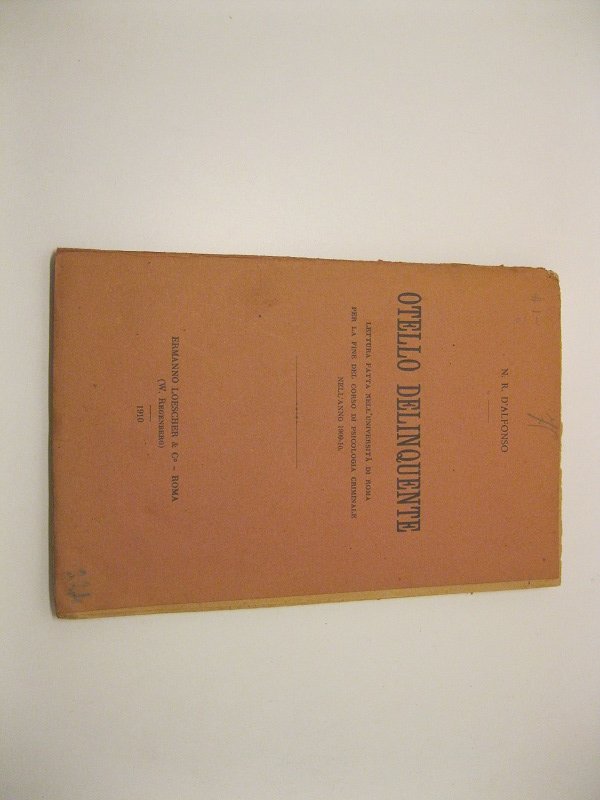 N. R. D'ALFONSO
OTELLO DELINQUENTE
LETTURA FATTA NELL'UNIVERSITÀ DI ROMA
PER LA FINE DEL CORSO DI PSICOLOGIA CRIMINALE
NELL'ANNO 1909-10.
ERMANNO LOESCHER & Cº - ROMA
(W. REGENBERG)
1910